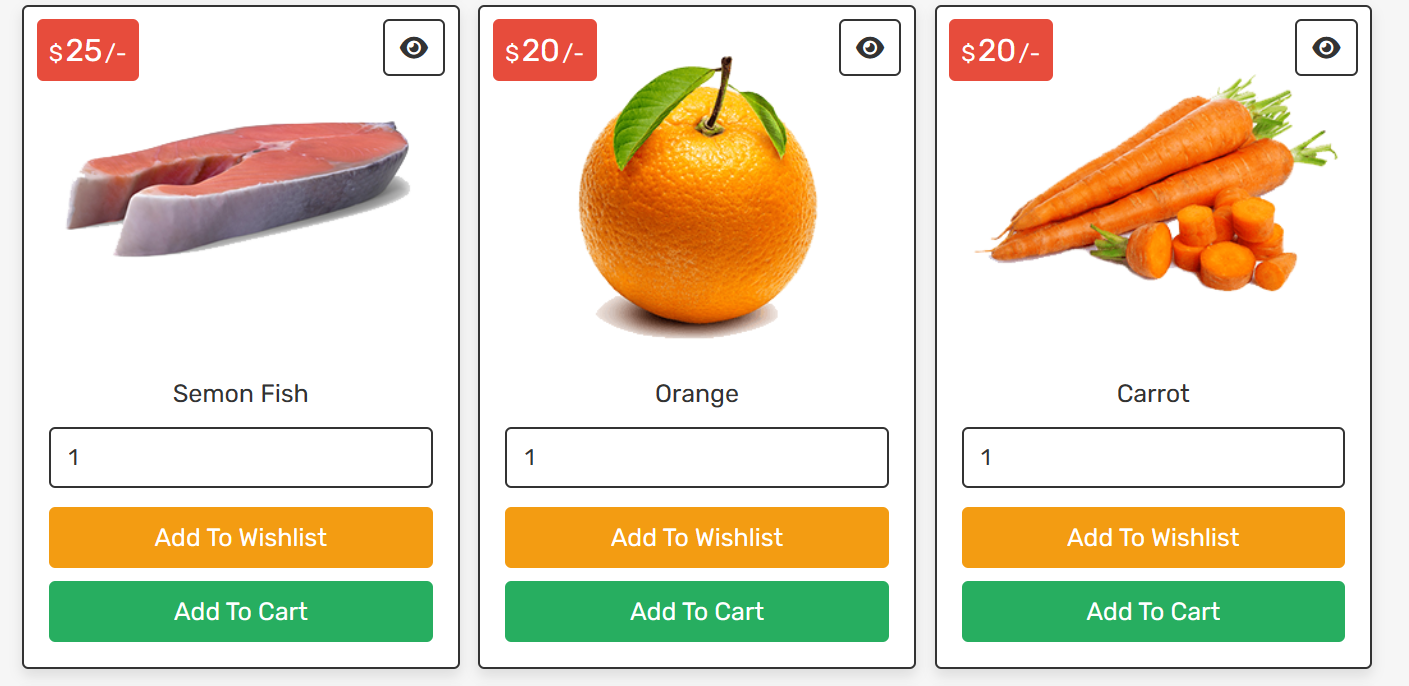 $25/-
Semon Fish
1
Add To Wishlist
Add To Cart
$20/-
Orange
1
Add To Wishlist
Add To Cart
$20/-
Carrot
1
Add To Wishlist
Add To Cart